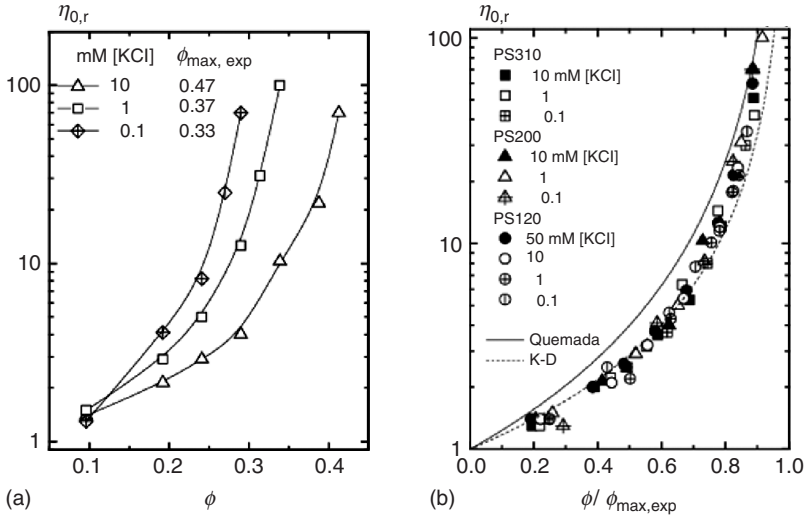 η0,r
mM [KCl] ϕmax, exp
10 0.47
1 0.37
0.1 0.33
100
10
1
0.1 0.2 0.3 0.4
ϕ
(a)
η0,r
PS310
10 mM [KCl]
1
0.1
PS200
10 mM [KCl]
1
0.1
PS120
50 mM [KCl]
10
1
0.1
Quemada
K-D
100
10
1
0.0 0.2 0.4 0.6 0.8 1.0
ϕ/ ϕmax,exp
(b)